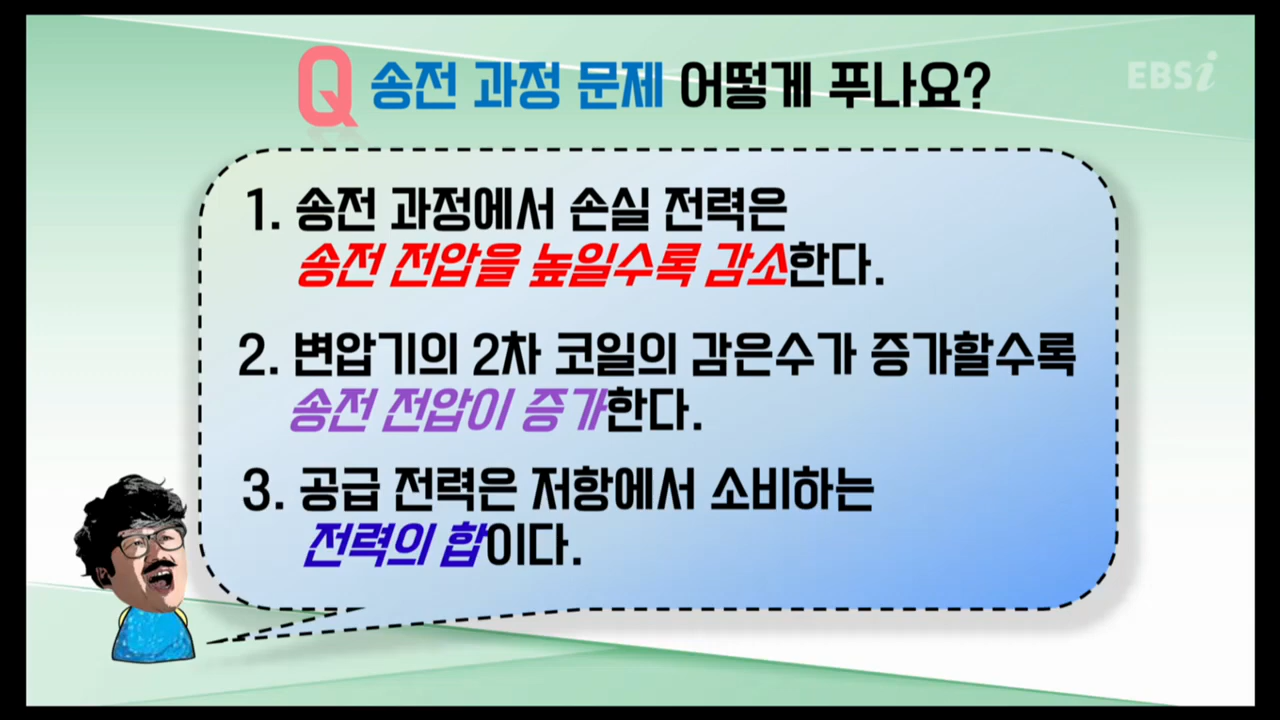 Q 송전 과정 문제 어떻게 푸나요?
EBSi
1. 송전 과정에서 손실 전력은
송전 전압을 높일수록 감소한다.
2. 변압기의 2차 코일의 감은수가 증가할수록
송전 전압이 증가한다.
3. 공급 전력은 저항에서 소비하는
전력의 합이다.